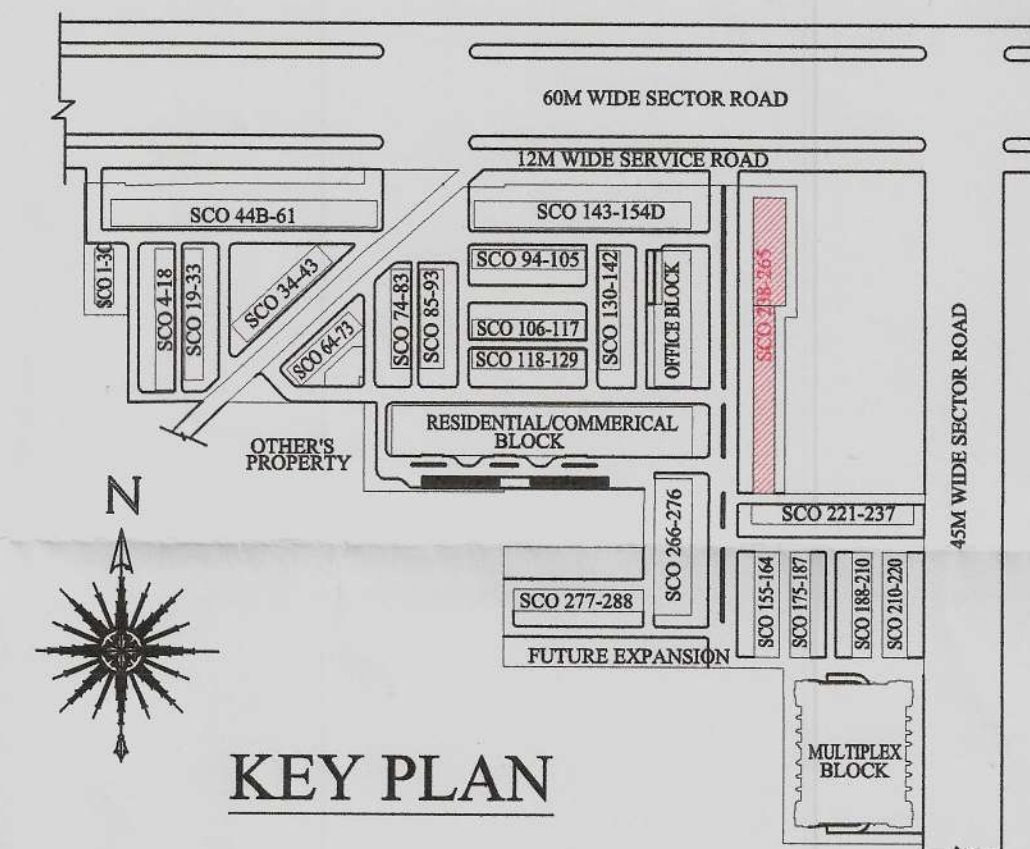 60M WIDE SECTOR ROAD
12M WIDE SERVICE ROAD
SCO 44B-61
SCO 143-154D
SCO 1-3C
SCO 4-18
SCO 19-33
SCO 34-43
SCO 64-73
SCO 74-83
SCO 85-93
SCO 94-105
SCO 106-117
SCO 118-129
SCO 130-142
OFFICE BLOCK
SCO 238-265
45M WIDE SECTOR ROAD
RESIDENTIAL/COMMERICAL
BLOCK
OTHER'S
PROPERTY
N
SCO 266-276
SCO 221-237
SCO 277-288
SCO 155-164
SCO 175-187
SCO 188-210
SCO 210-220
FUTURE EXPANSION
MULTIPLEX
BLOCK
KEY PLAN